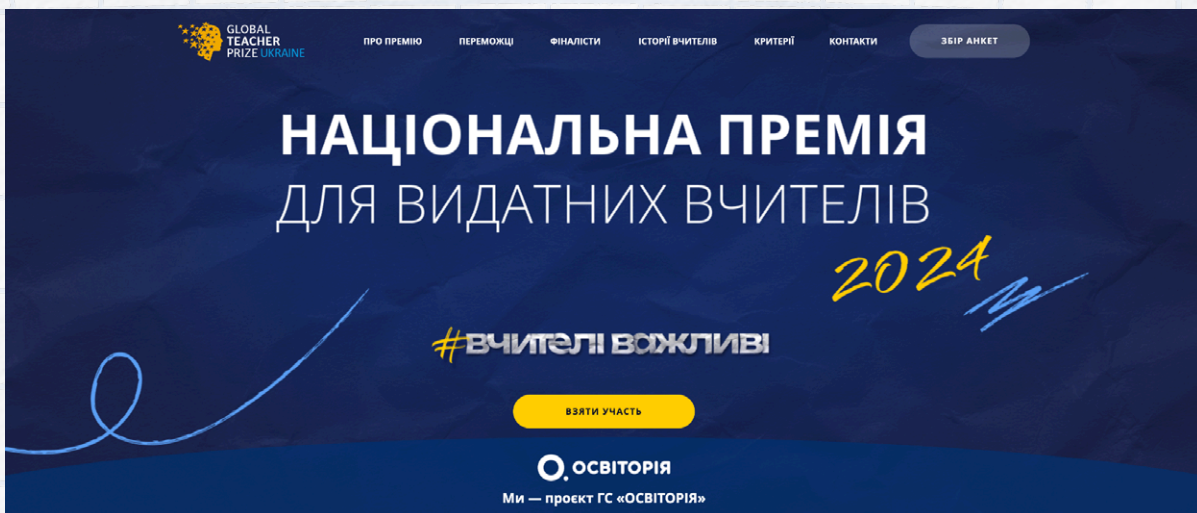 GLOBAL
TEACHER
PRIZE UKRAINE
ПРО ПРЕМІЮ ПЕРЕМОЖЦІ ФІНАЛІСТИ ІСТОРІЇ ВЧИТЕЛІВ КРИТЕРІЇ КОНТАКТИ ЗБІР АНКЕТ
НАЦІОНАЛЬНА ПРЕМІЯ
ДЛЯ ВИДАТНИХ ВЧИТЕЛІВ
2024
#ВЧИТЕЛІ ВАЖЛИВІ
ВЗЯТИ УЧАСТЬ
ОСВІТОРІЯ
Ми — проєкт ГС «ОСВІТОРІЯ»